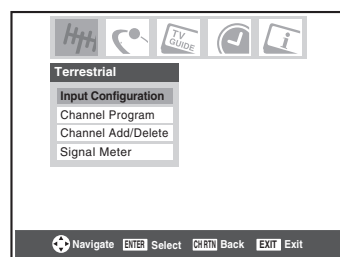 TV
GUIDE
Terrestrial
Input Configuration
Channel Program
Channel Add/Delete
Signal Meter
Navigate ENTER Select CH RTN Back EXIT Exit